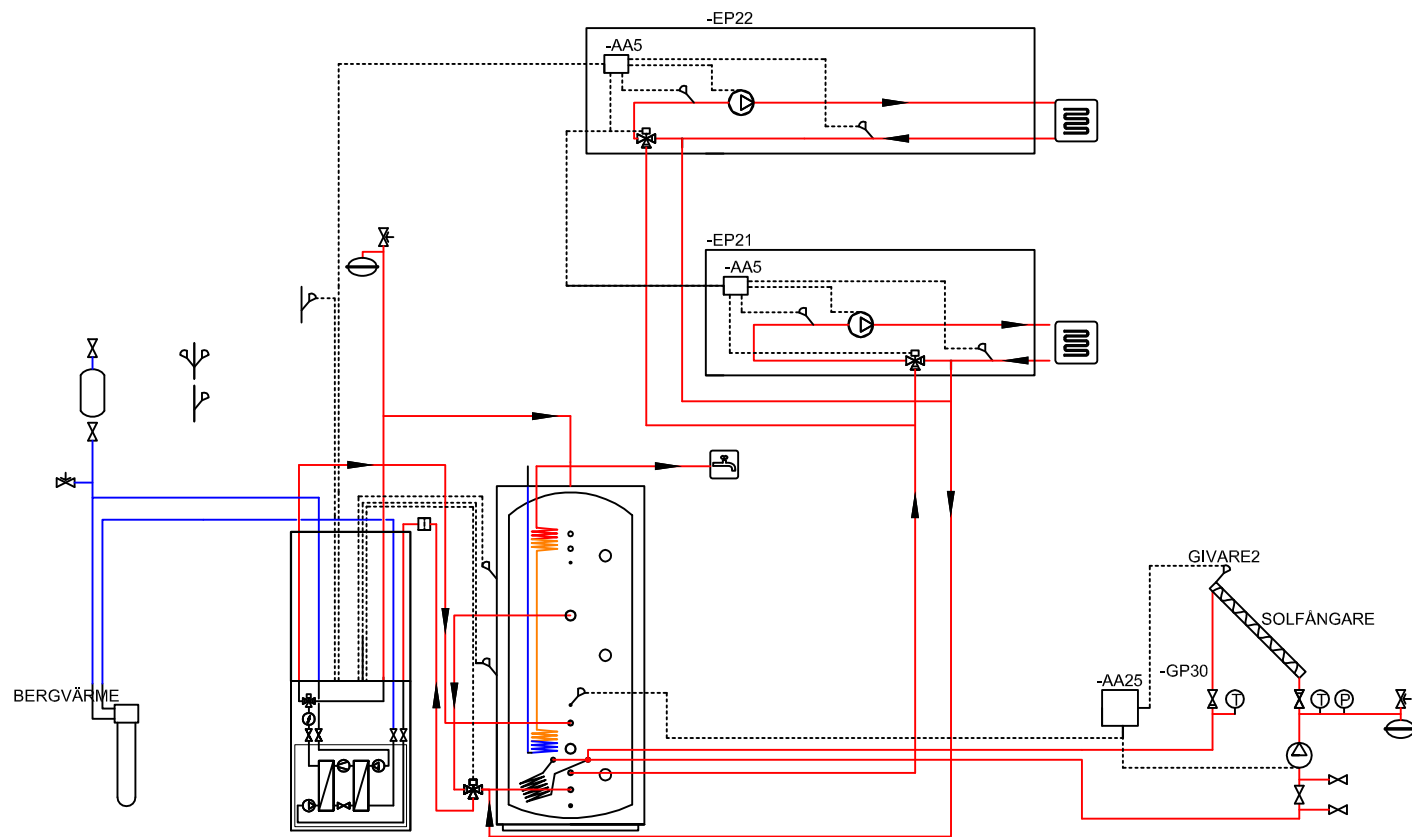 -EP22
-AA5
-EP21
-AA5
GIVARE2
SOLFÅNGARE
-GP30
-AA25
BERGVÄRME
T
T
P